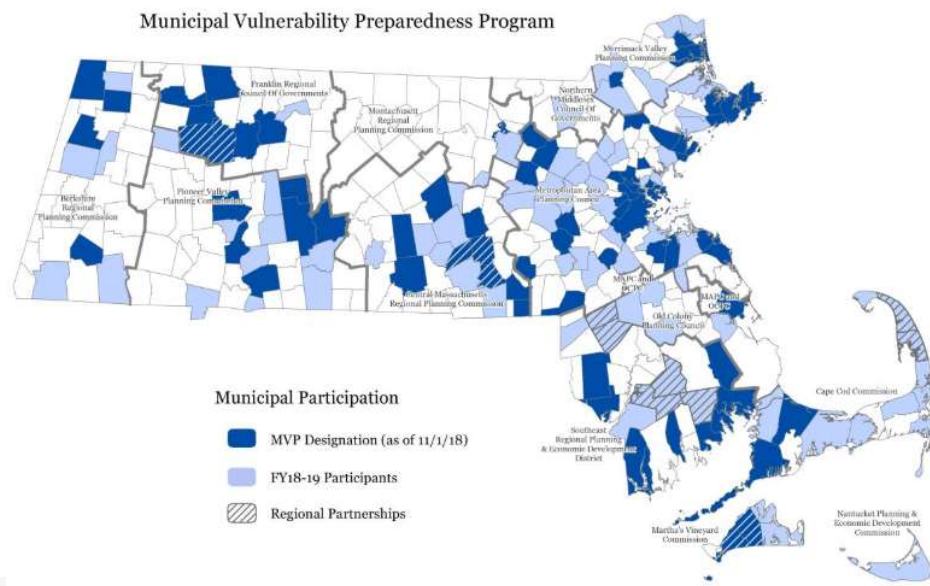 Municipal Vulnerability Preparedness Program
Merrimack Valley
Planning Commission
Franklin Regional
Council Of Governments
Northern
Middlesex
Council Of
Governments
Montachusett
Regional
Planning Commission
Metropolitan Area
Planning Council
Pioneer Valley
Planning Commission
Berkshire
Regional
Planning Commission
MAPC and
OCPC
Central Massachusetts
Regional Planning Commission
MAPC and
OCPC
Old Colony
Planning Council
Cape Cod Commission
Municipal Participation
MVP Designation (as of 11/1/18)
FY18-19 Participants
Regional Partnerships
Southeast
Regional Planning
& Economic Development
District
Martha's Vineyard
Commission
Nantucket Planning &
Economic Development
Commission